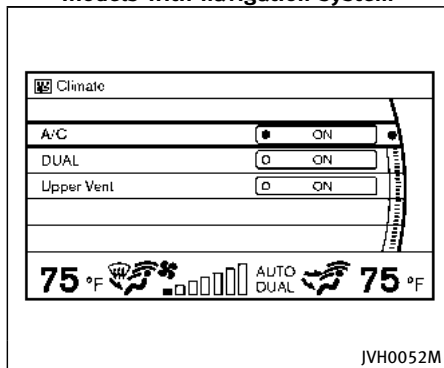 Models with navigation system
Climate
A/C ON
DUAL ON
Upper Vent ON
75 °F AUTO DUAL 75 °F
JVH0052M